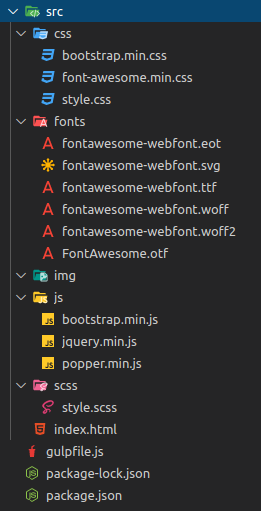 src
css
bootstrap.min.css
font-awesome.min.css
style.css
fonts
fontawesome-webfont.eot
fontawesome-webfont.svg
fontawesome-webfont.ttf
fontawesome-webfont.woff
fontawesome-webfont.woff2
FontAwesome.otf
img
js
bootstrap.min.js
jquery.min.js
popper.min.js
scss
style.scss
index.html
gulpfile.js
package-lock.json
package.json